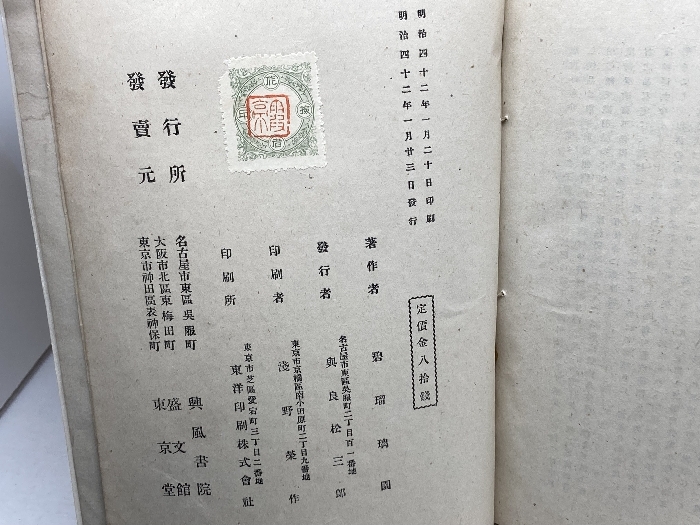 明治四十二年一月二十日印刷
明治四十二年一月廿三日發行
定價金八拾錢
著作者 碧瑠璃園
名古屋市東區吳服町二丁目百一番地
發行者 與良松三郎
東京市京橋區南小田原町二丁目九番地
印刷者 淺野榮作
東京市芝區愛宕町三丁目二番地
印刷所 東洋印刷株式會社
發行所 名古屋市東區吳服町 興風書院
發賣元 大阪市北區東梅田町 盛文館
東京市神田區表神保町 東京堂